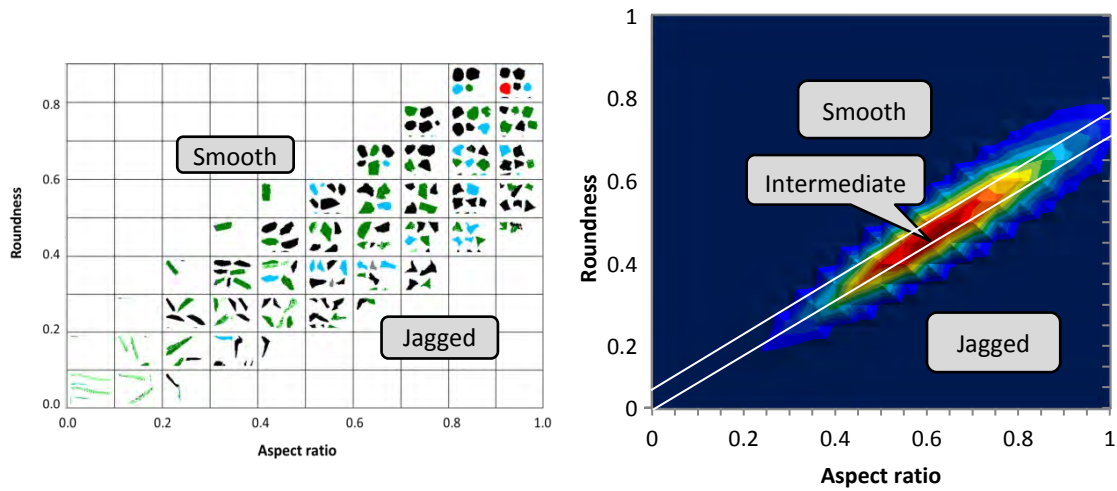 0.8
0.6
0.4
0.2
0.0
Roundness
Smooth
Jagged
0.0 0.2 0.4 0.6 0.8 1.0
Aspect ratio
1
0.8
0.6
0.4
0.2
0
Roundness
Smooth
Intermediate
Jagged
0 0.2 0.4 0.6 0.8 1
Aspect ratio